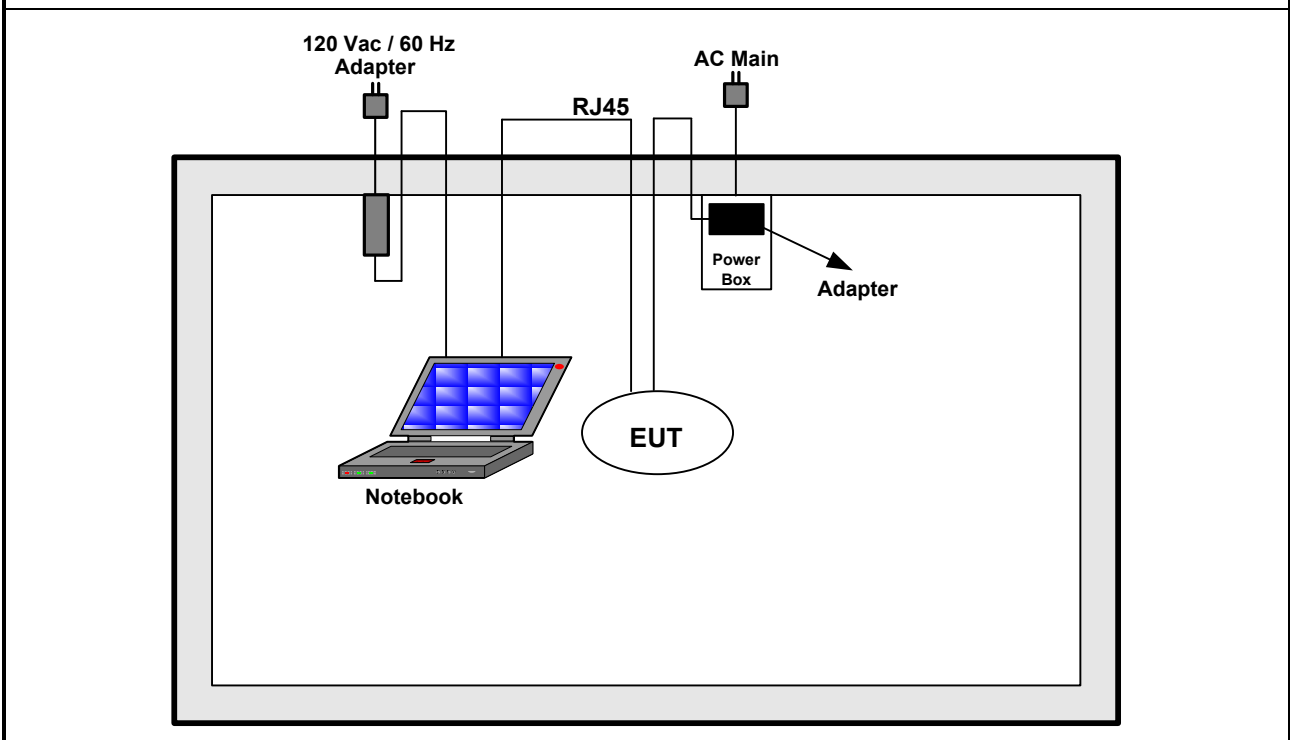 120 Vac / 60 Hz
Adapter
AC Main
RJ45
Power
Box
Adapter
EUT
Notebook